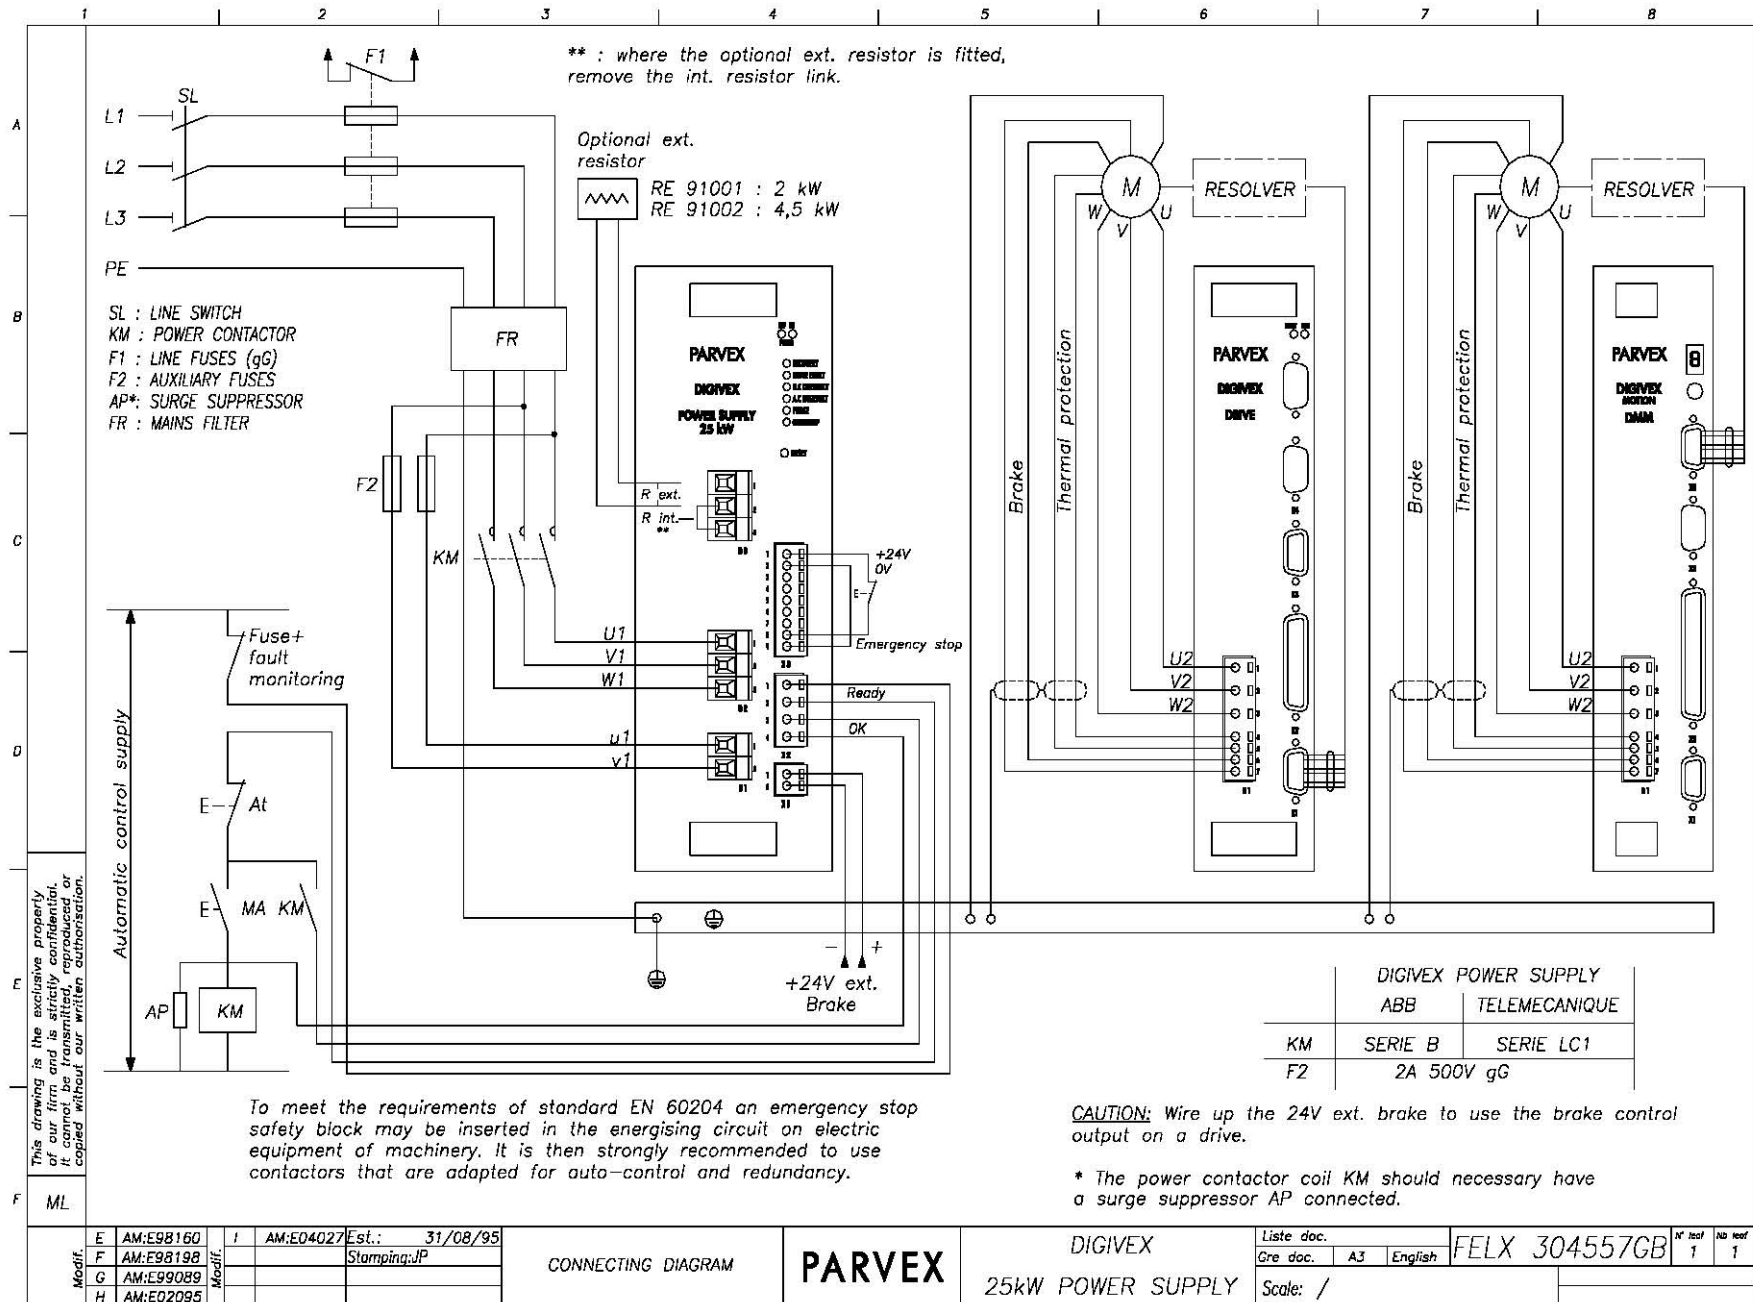 1 2 3 4 5 6 7 8
A
B
C
D
E
F
** : where the optional ext. resistor is fitted,
remove the int. resistor link.
F1
SL
L1
L2
L3
PE
Optional ext.
resistor
RE 91001 : 2 kW
RE 91002 : 4,5 kW
SL : LINE SWITCH
KM : POWER CONTACTOR
F1 : LINE FUSES (gG)
F2 : AUXILIARY FUSES
AP*: SURGE SUPPRESSOR
FR : MAINS FILTER
FR
F2
KM
PARVEX
DIGIVEX
POWER SUPPLY
25 kW
R ext.
R int.
**
+24V
0V
E
Emergency stop
U1
V1
W1
u1
v1
Ready
OK
+24V ext.
Brake
- +
M
RESOLVER
W
V
U
Brake
Thermal protection
PARVEX
DIGIVEX
DRIVE
U2
V2
W2
M
RESOLVER
W
V
U
Brake
Thermal protection
PARVEX
8
DIGIVEX
MOTION
DMM
U2
V2
W2
Automatic control supply
Fuse+
fault
monitoring
E At
E MA KM
AP KM
DIGIVEX POWER SUPPLY
ABB TELEMECANIQUE
KM SERIE B SERIE LC1
F2 2A 500V gG
To meet the requirements of standard EN 60204 an emergency stop
safety block may be inserted in the energising circuit on electric
equipment of machinery. It is then strongly recommended to use
contactors that are adapted for auto-control and redundancy.
CAUTION: Wire up the 24V ext. brake to use the brake control
output on a drive.
* The power contactor coil KM should necessary have
a surge suppressor AP connected.
This drawing is the exclusive property
of our firm and is strictly confidential.
It cannot be transmitted, reproduced or
copied without our written authorisation.
ML
Modif.
E AM:E98160
F AM:E98198
G AM:E99089
H AM:E02095
Modif.
I AM:E04027
Est.: 31/08/95
Stamping:JP
CONNECTING DIAGRAM
PARVEX
DIGIVEX
25kW POWER SUPPLY
Liste doc.
Gre doc. A3 English
FELX 304557GB
N° leaf
1
Nb leaf
1
Scale: /